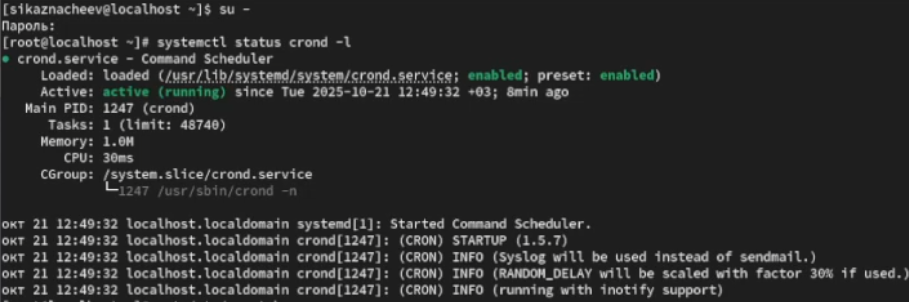 [sikaznacheev@localhost ~]$ su -
Пароль:
[root@localhost ~]# systemctl status crond -l
● crond.service - Command Scheduler
Loaded: loaded (/usr/lib/systemd/system/crond.service; enabled; preset: enabled)
Active: active (running) since Tue 2025-10-21 12:49:32 +03; 8min ago
Main PID: 1247 (crond)
Tasks: 1 (limit: 48740)
Memory: 1.0M
CPU: 30ms
CGroup: /system.slice/crond.service
└─1247 /usr/sbin/crond -n
окт 21 12:49:32 localhost.localdomain systemd[1]: Started Command Scheduler.
окт 21 12:49:32 localhost.localdomain crond[1247]: (CRON) STARTUP (1.5.7)
окт 21 12:49:32 localhost.localdomain crond[1247]: (CRON) INFO (Syslog will be used instead of sendmail.)
окт 21 12:49:32 localhost.localdomain crond[1247]: (CRON) INFO (RANDOM_DELAY will be scaled with factor 30% if used.)
окт 21 12:49:32 localhost.localdomain crond[1247]: (CRON) INFO (running with inotify support)